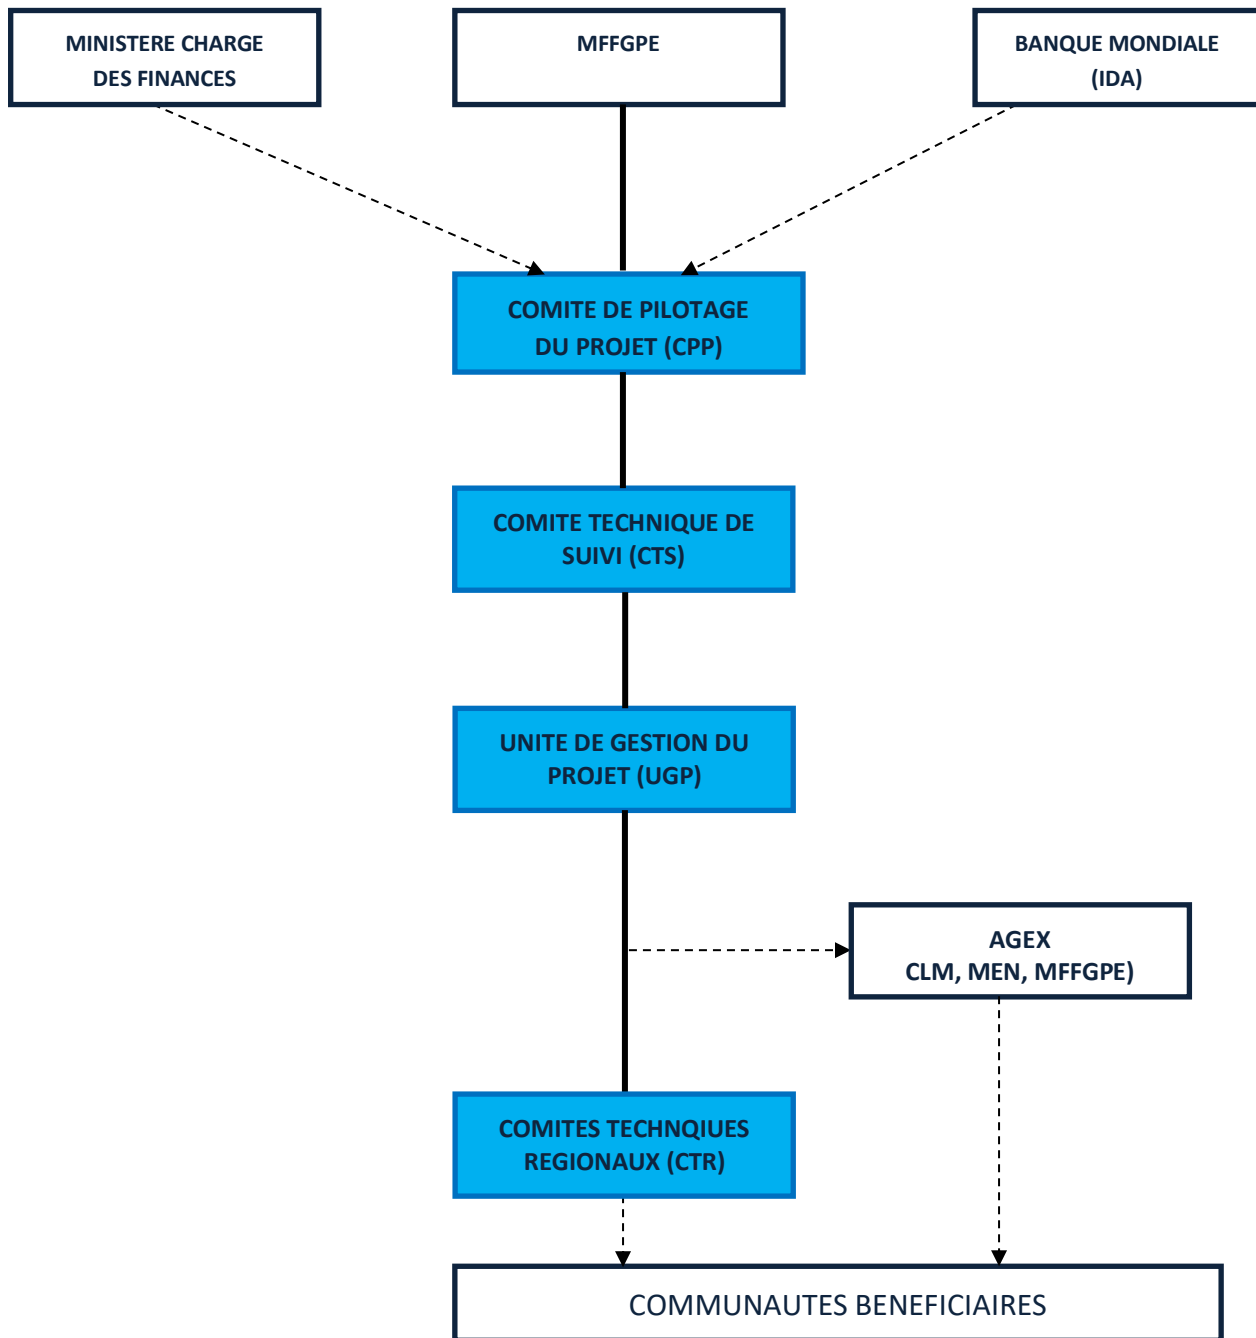 MINISTERE CHARGE
DES FINANCES
MFFGPE
BANQUE MONDIALE
(IDA)
COMITE DE PILOTAGE
DU PROJET (CPP)
COMITE TECHNIQUE DE
SUIVI (CTS)
UNITE DE GESTION DU
PROJET (UGP)
AGEX
CLM, MEN, MFFGPE)
COMITES TECHNQIUES
REGIONAUX (CTR)
COMMUNAUTES BENEFICIAIRES